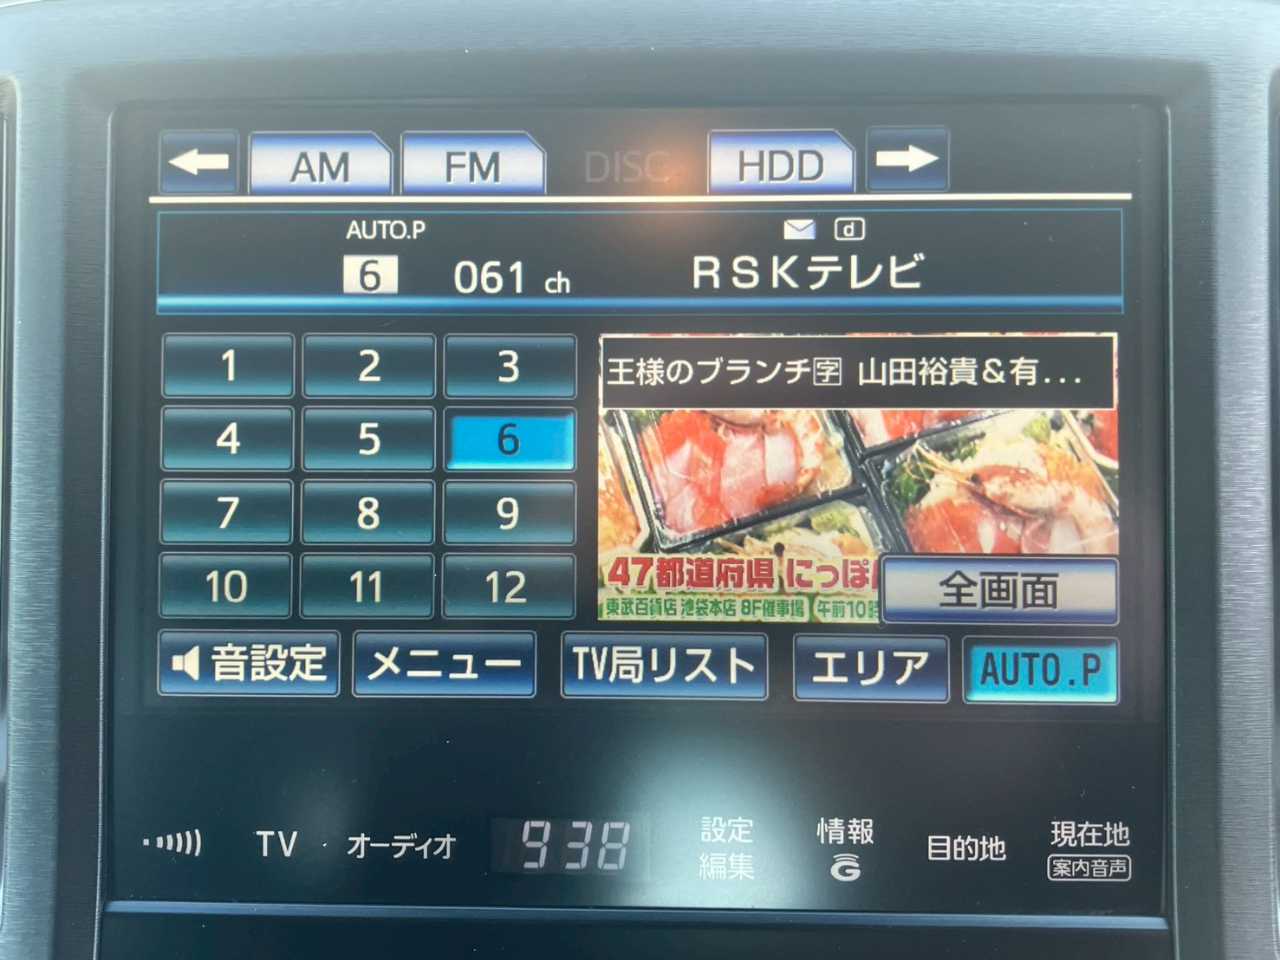 AM FM DISC HDD
AUTO.P d
6 061 ch RSKテレビ
1 2 3
4 5 6
7 8 9
10 11 12
王様のブランチ字 山田裕貴&有...
47都道府県 にっぽ
東武百貨店 池袋本店 8F催事場 午前10時
全画面
音設定 メニュー TV局リスト エリア AUTO.P
TV オーディオ 938 設定 編集 情報 G 目的地 現在地 案内音声